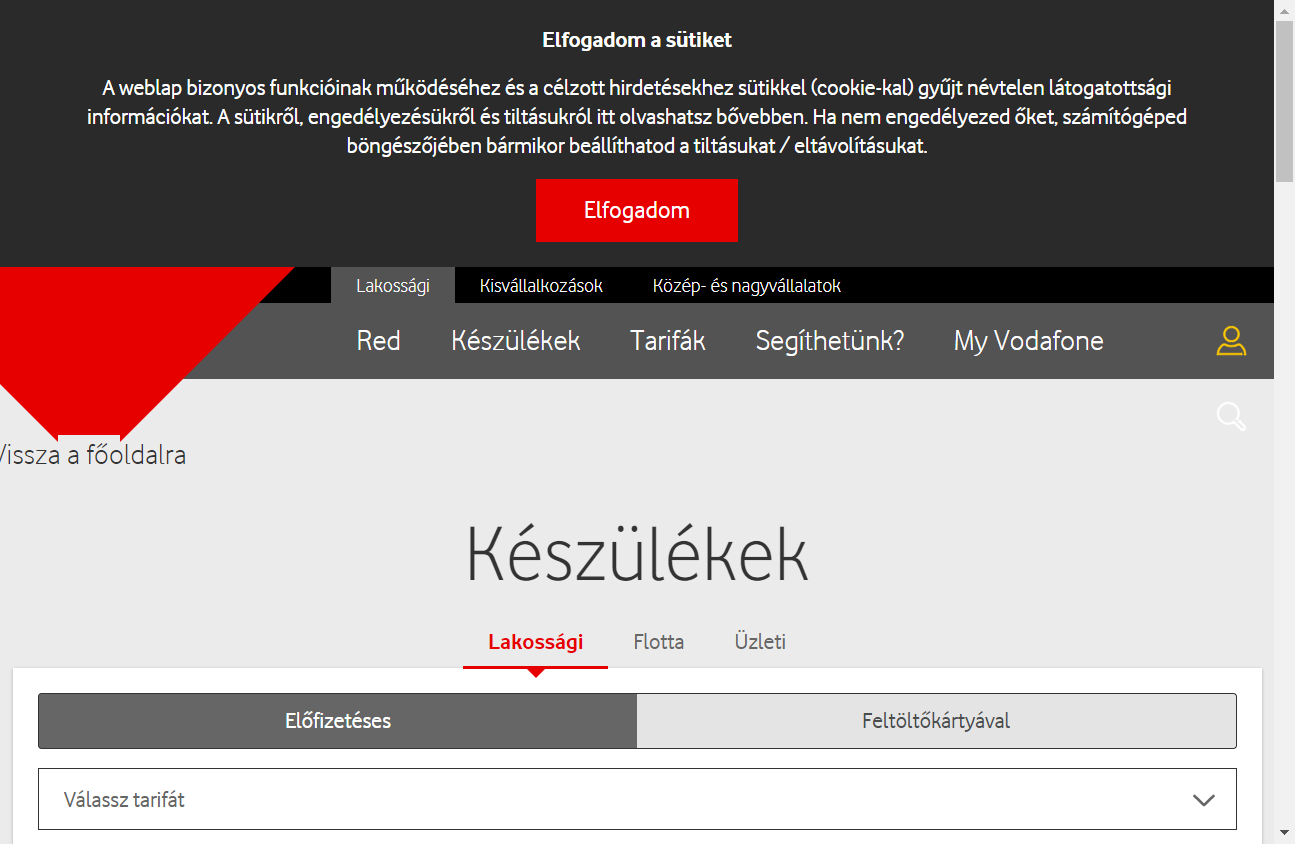 Elfogadom a sütiket
A weblap bizonyos funkcióinak működéséhez és a célzott hirdetésekhez sütikkel (cookie-kal) gyűjt névtelen látogatottsági
információkat. A sütikről, engedélyezésükről és tiltásukról itt olvashatsz bővebben. Ha nem engedélyezed őket, számítógéped
böngészőjében bármikor beállíthatod a tiltásukat / eltávolításukat.
Elfogadom
Lakossági Kisvállalkozások Közép- és nagyvállalatok
Red Készülékek Tarifák Segíthetünk? My Vodafone
Vissza a főoldalra
Készülékek
Lakossági Flotta Üzleti
Előfizetéses Feltöltőkártyával
Válassz tarifát